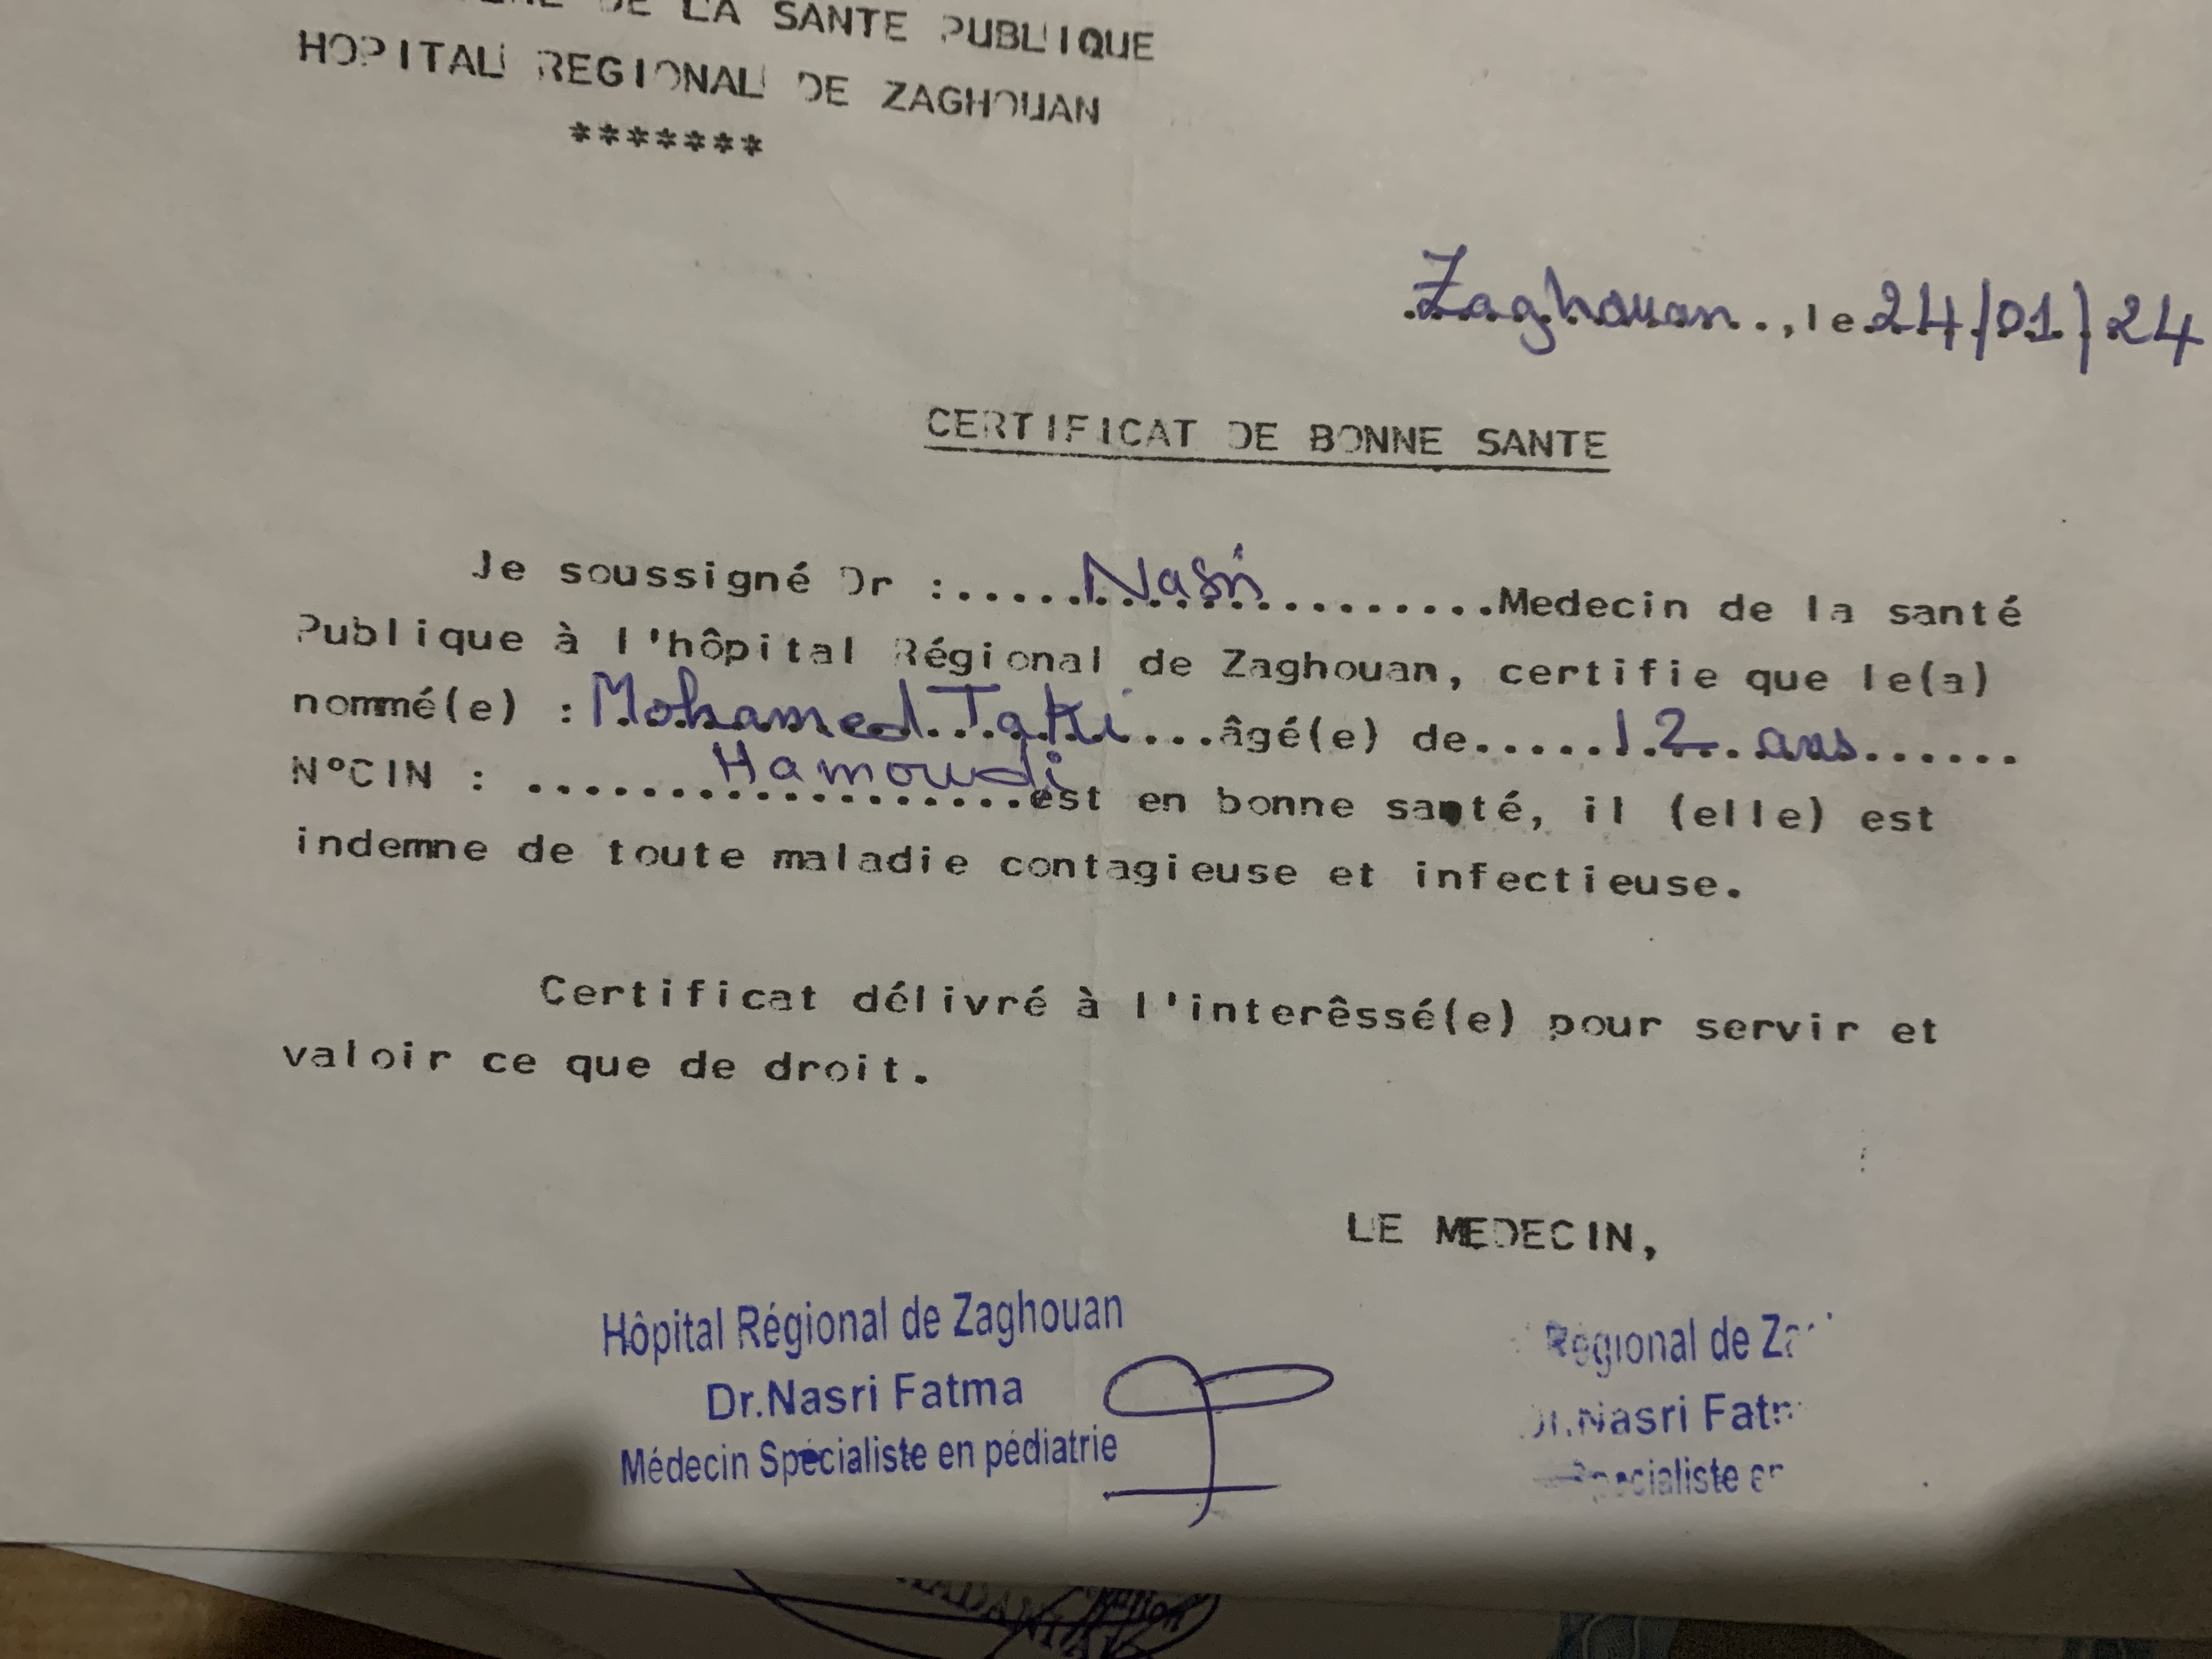 DE LA SANTE PUBLIQUE
HOPITAL REGIONAL DE ZAGHOUAN
*******
Zaghouan..,le 24/01/24
CERTIFICAT DE BONNE SANTE
Je soussigné Dr :.....Nasri...............Medecin de la santé
Publique à l'hôpital Régional de Zaghouan, certifie que le(a)
nommé(e) :Mohamed Taki...âgé(e) de.....12 ans......
N°CIN : ......Hamoudi......est en bonne santé, il (elle) est
indemne de toute maladie contagieuse et infectieuse.
Certificat délivré à l'interêssé(e) pour servir et
valoir ce que de droit.
LE MEDECIN,
Hôpital Régional de Zaghouan
Dr.Nasri Fatma
Médecin Spécialiste en pédiatrie
Régional de Za
Dr.Nasri Fatm
Specialiste en